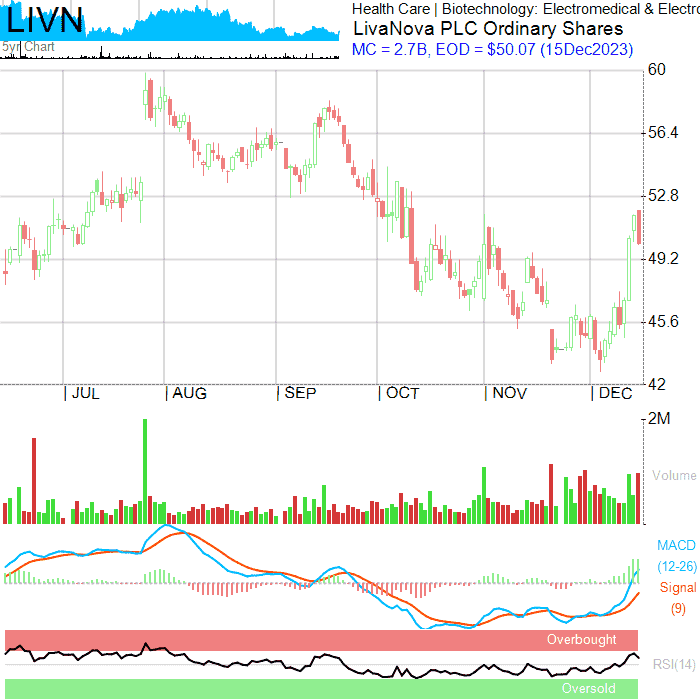 LIVN
Health Care | Biotechnology: Electromedical & Electro
LivaNova PLC Ordinary Shares
5yr Chart
MC = 2.7B, EOD = $50.07 (15Dec2023)
60
56.4
52.8
49.2
45.6
42
| JUL | AUG | SEP | OCT | NOV | DEC
2M
Volume
MACD
(12-26)
Signal
(9)
Overbought
RSI(14)
Oversold